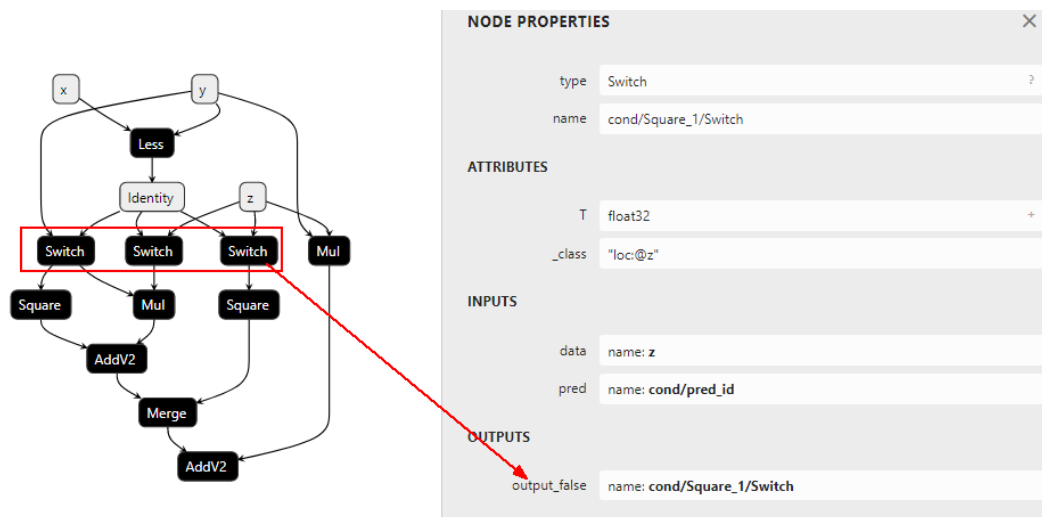 x
y
Less
Identity
z
Switch
Switch
Switch
Mul
Square
Mul
Square
AddV2
Merge
AddV2
NODE PROPERTIES
×
type Switch ?
name cond/Square_1/Switch
ATTRIBUTES
T float32 +
_class "loc:@z"
INPUTS
data name: z
pred name: cond/pred_id
OUTPUTS
output_false name: cond/Square_1/Switch